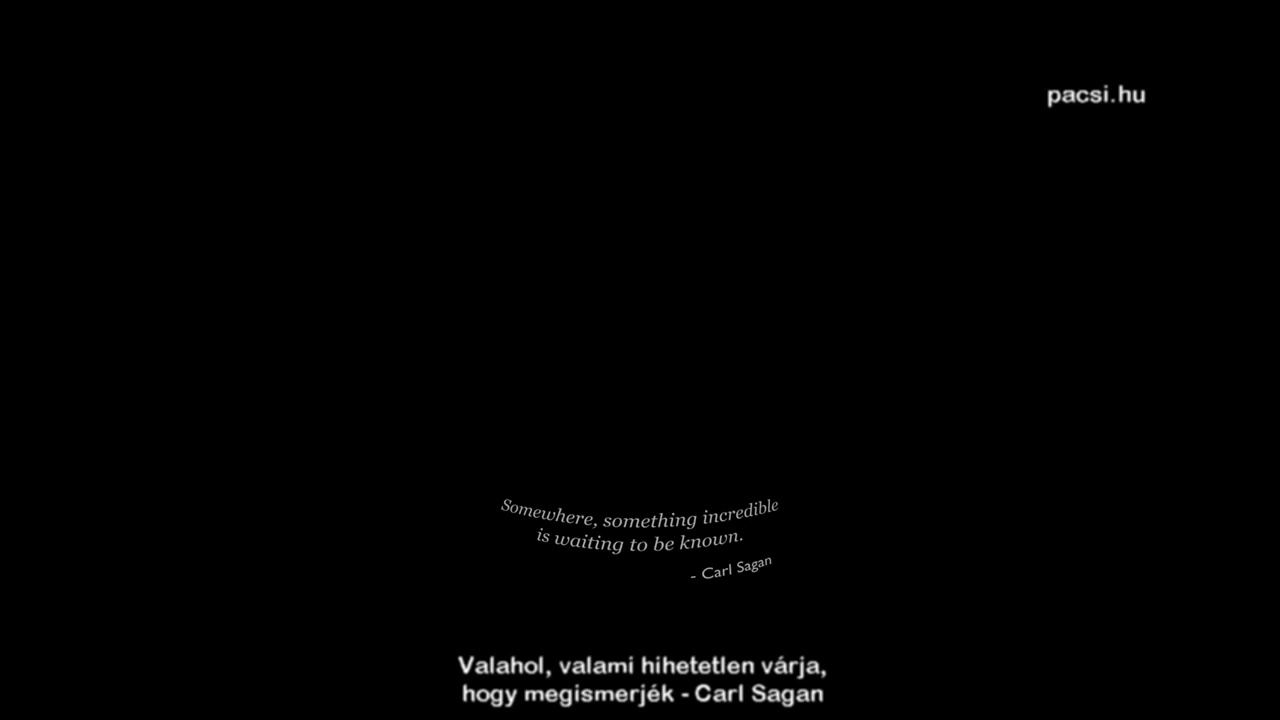 pacsi.hu
Somewhere, something incredible
is waiting to be known.
- Carl Sagan
Valahol, valami hihetetlen várja,
hogy megismerjék - Carl Sagan